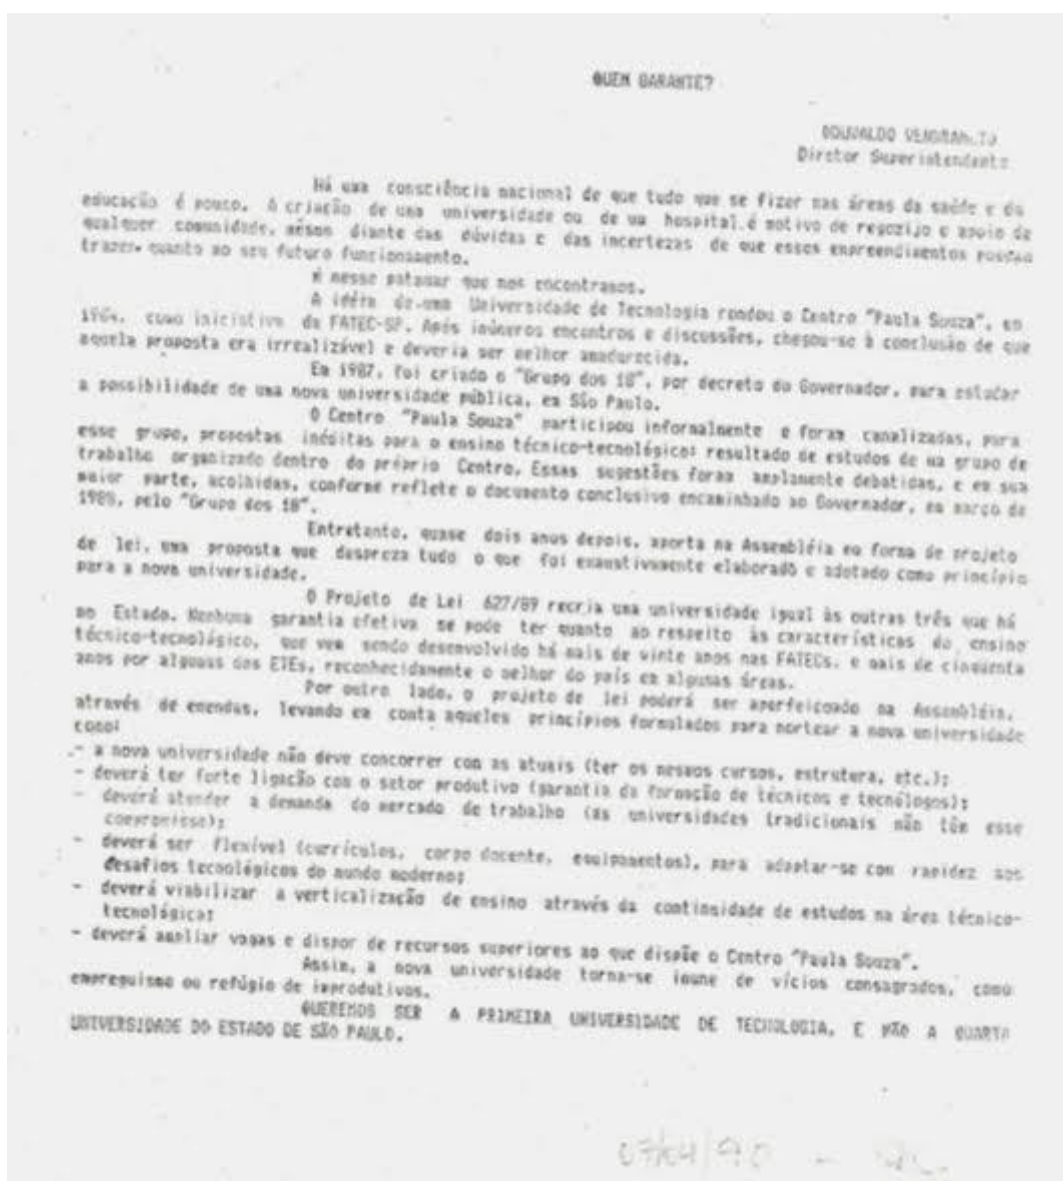 QUEM GARANTE?
Diretor Superintendente
Há uma consciência nacional de que tudo que se fizer nas áreas da saúde e da
educação é pouco. A criação de uma universidade ou de um hospital, é motivo de regozijo e apoio de
qualquer comunidade, mesmo diante das dúvidas e das incertezas de que esses empreendimentos possam
trazer, quanto ao seu futuro funcionamento.
É nesse patamar que nos encontramos.
A idéia de uma Universidade de Tecnologia rondou o Centro "Paula Souza", em
1984, como iniciativa da FATEC-SP. Após inúmeros encontros e discussões, chegou-se à conclusão de que
aquela proposta era irrealizável e deveria ser melhor amadurecida.
Em 1987, foi criado o "Grupo dos 18", por decreto do Governador, para estudar
a possibilidade de uma nova universidade pública, em São Paulo.
O Centro "Paula Souza" participou informalmente e foram canalizadas, para
esse grupo, propostas inéditas para o ensino técnico-tecnológico: resultado de estudos de um grupo de
trabalho organizado dentro do próprio Centro. Essas sugestões foram amplamente debatidas, e em sua
maior parte, acolhidas, conforme reflete o documento conclusivo encaminhado ao Governador, em março de
1988, pelo "Grupo dos 18".
Entretanto, quase dois anos depois, aporta na Assembléia em forma de projeto
de lei, uma proposta que despreza tudo o que foi exaustivamente elaborado e adotado como princípio
para a nova universidade.
O Projeto de Lei 627/89 recria uma universidade igual às outras três que há
no Estado. Nenhuma garantia efetiva se pode ter quanto ao respeito às características do ensino
técnico-tecnológico, que vem sendo desenvolvido há mais de vinte anos nas FATECs, e mais de cinquenta
anos por algumas das ETEs, reconhecidamente o melhor do país em algumas áreas.
Por outro lado, o projeto de lei poderá ser aperfeiçoado na Assembléia,
através de emendas, levando em conta aqueles princípios formulados para nortear a nova universidade
como:
- a nova universidade não deve concorrer com as atuais (ter os mesmos cursos, estrutura, etc.);
- deverá ter forte ligação com o setor produtivo (garantia da formação de técnicos e tecnólogos);
- deverá atender a demanda do mercado de trabalho (as universidades tradicionais não têm esse
compromisso);
- deverá ser flexível (currículos, corpo docente, equipamentos), para adaptar-se com rapidez aos
desafios tecnológicos do mundo moderno;
- deverá viabilizar a verticalização de ensino através da continuidade de estudos na área técnico-
tecnológica;
- deverá ampliar vagas e dispor de recursos superiores ao que dispõe o Centro "Paula Souza".
Assim, a nova universidade torna-se imune de vícios consagrados, como
empreguismo ou refúgio de improdutivos.
QUEREMOS SER A PRIMEIRA UNIVERSIDADE DE TECNOLOGIA, E NÃO A QUARTA
UNIVERSIDADE DO ESTADO DE SÃO PAULO.
07/04/90